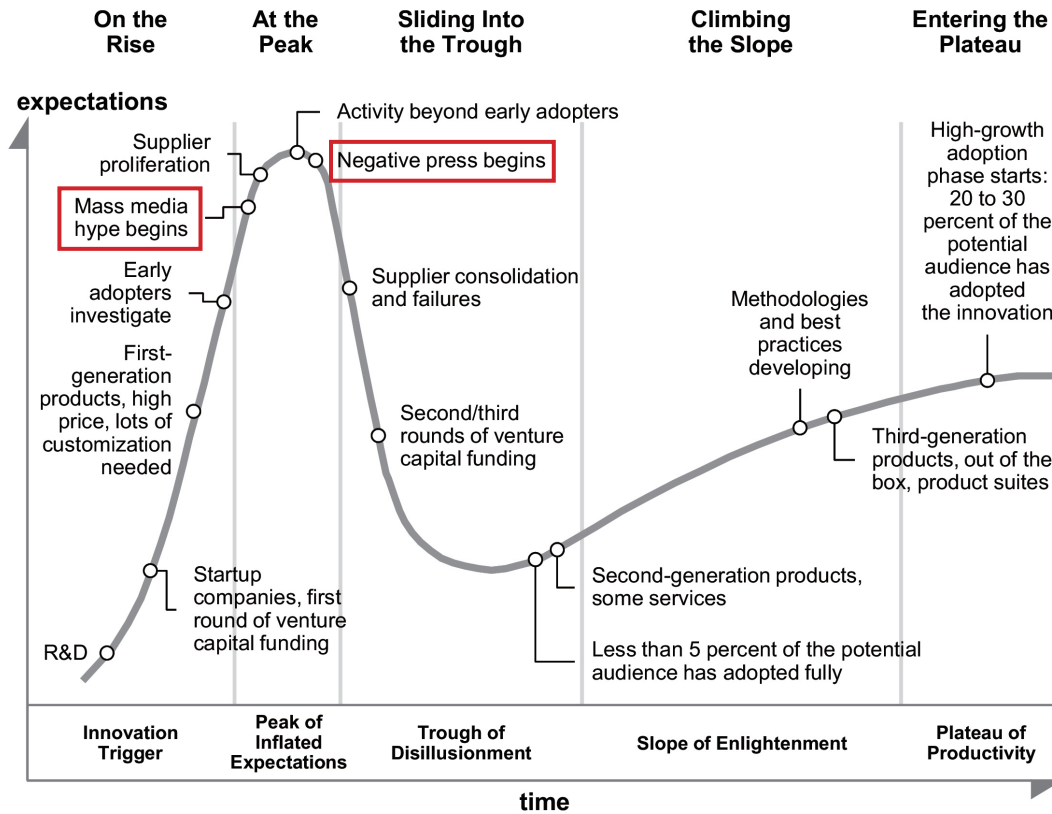 On the
Rise
At the
Peak
Sliding Into
the Trough
Climbing
the Slope
Entering the
Plateau
expectations
Activity beyond early adopters
Supplier
proliferation
Negative press begins
Mass media
hype begins
Early
adopters
investigate
First-
generation
products, high
price, lots of
customization
needed
Startup
companies, first
round of venture
capital funding
R&D
Supplier consolidation
and failures
Second/third
rounds of venture
capital funding
Methodologies
and best
practices
developing
High-growth
adoption
phase starts:
20 to 30
percent of the
potential
audience has
adopted
the innovation
Third-generation
products, out of the
box, product suites
Second-generation products,
some services
Less than 5 percent of the potential
audience has adopted fully
Innovation
Trigger
Peak of
Inflated
Expectations
Trough of
Disillusionment
Slope of Enlightenment
Plateau of
Productivity
time